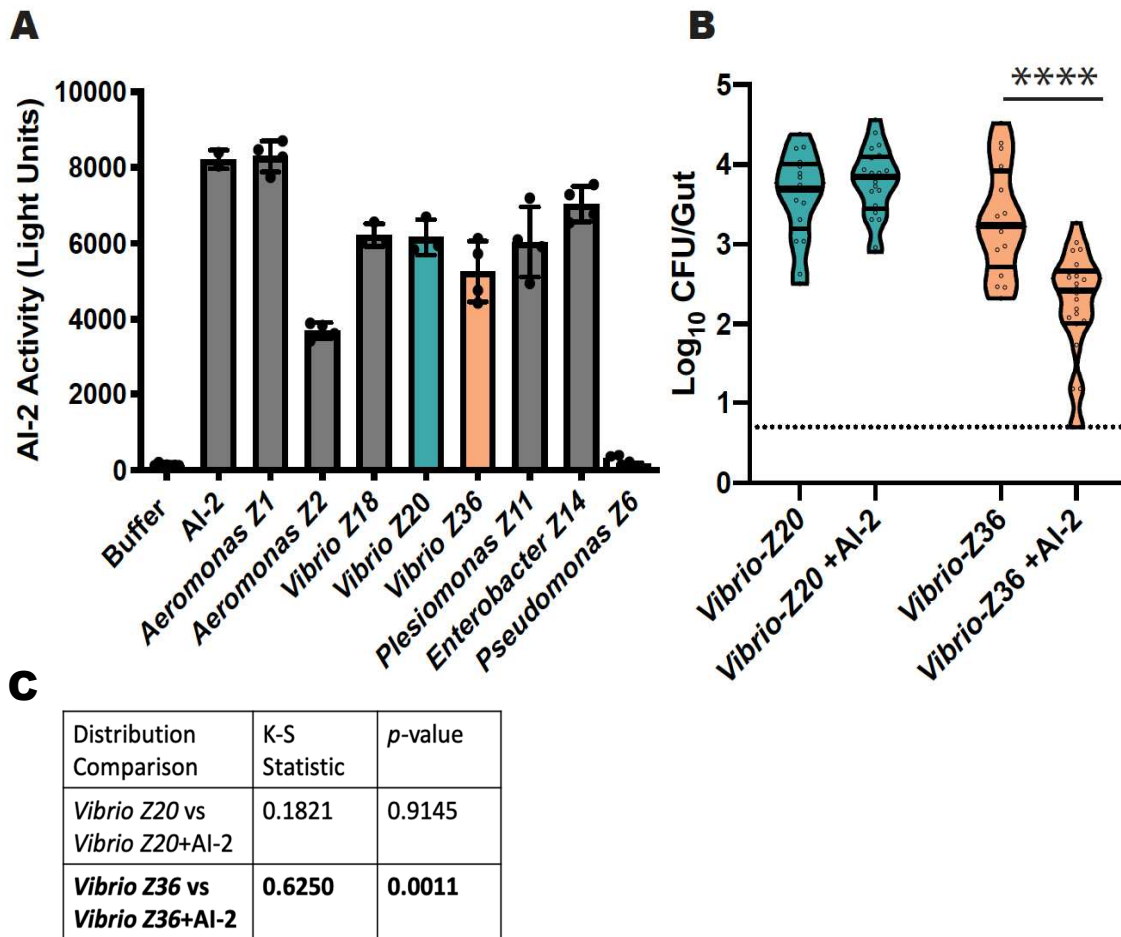 A
AI-2 Activity (Light Units)
10000
8000
6000
4000
2000
0
Buffer
AI-2
Aeromonas Z1
Aeromonas Z2
Vibrio Z18
Vibrio Z20
Vibrio Z36
Plesiomonas Z11
Enterobacter Z14
Pseudomonas Z6
B
****
Log10 CFU/Gut
5
4
3
2
1
0
Vibrio-Z20
Vibrio-Z20 +AI-2
Vibrio-Z36
Vibrio-Z36 +AI-2
C
Distribution
Comparison
K-S
Statistic
p-value
Vibrio Z20 vs
Vibrio Z20+AI-2
0.1821
0.9145
Vibrio Z36 vs
Vibrio Z36+AI-2
0.6250
0.0011